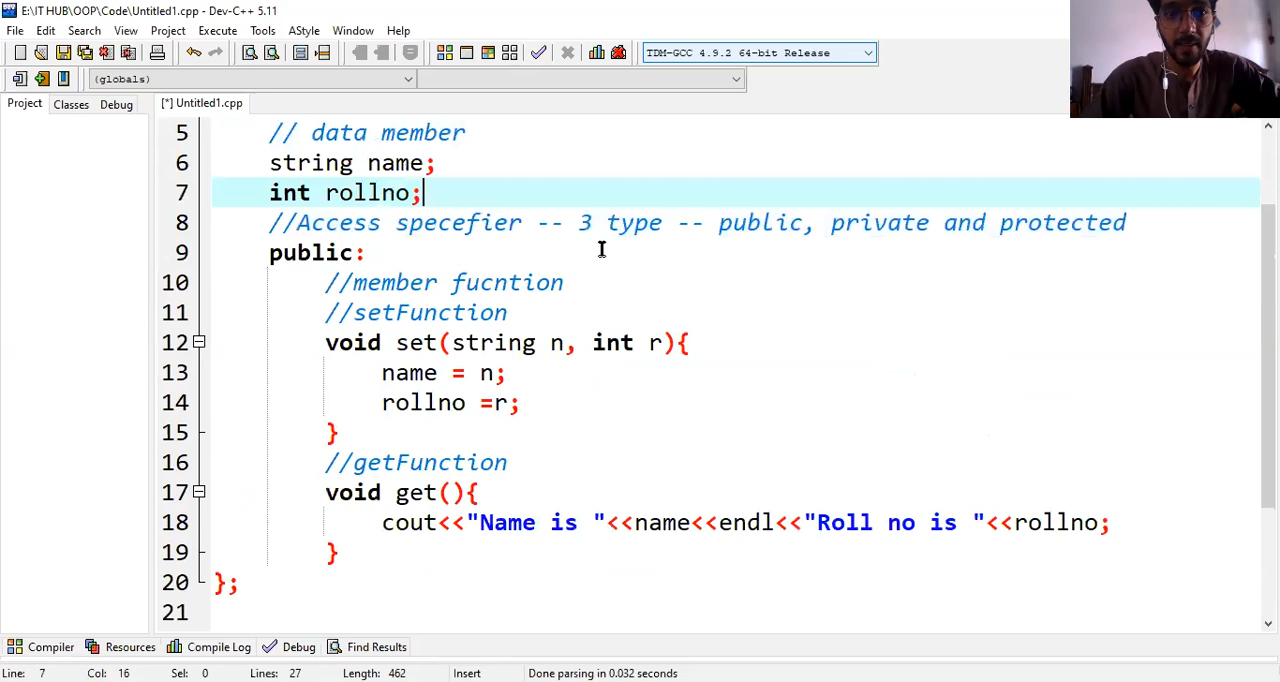 E:\IT HUB\OOP\Code\Untitled1.cpp - Dev-C++ 5.11
File Edit Search View Project Execute Tools AStyle Window Help
TDM-GCC 4.9.2 64-bit Release
(globals)
Project Classes Debug [*] Untitled1.cpp
5 // data member
6 string name;
7 int rollno;
8 //Access specefier -- 3 type -- public, private and protected
9 public:
10 //member fucntion
11 //setFunction
12 void set(string n, int r){
13 name = n;
14 rollno =r;
15 }
16 //getFunction
17 void get(){
18 cout<<"Name is "<<name<<endl<<"Roll no is "<<rollno;
19 }
20 };
21
Compiler Resources Compile Log Debug Find Results
Line: 7 Col: 16 Sel: 0 Lines: 27 Length: 462 Insert Done parsing in 0.032 seconds